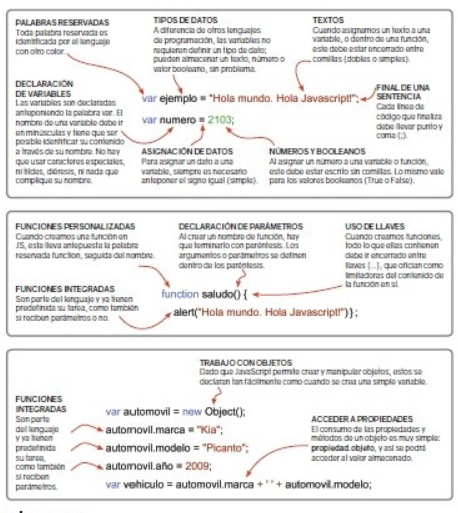 PALABRAS RESERVADAS
Toda palabra reservada es
identificada por el lenguaje
con otro color.
TIPOS DE DATOS
A diferencia de otros lenguajes
de programación, las variables no
requieren definir un tipo de dato;
pueden almacenar un texto, número o
valor booleano, sin problema.
TEXTOS
Cuando asignamos un texto a una
variable, o dentro de una función,
este debe estar encerrado entre
comillas (dobles o simples).
DECLARACIÓN
DE VARIABLES
Las variables son declaradas
anteponiendo la palabra var. El
nombre de una variable debe ir
en minúsculas y tiene que ser
posible identificar su contenido
a través de su nombre. No hay
que usar caracteres especiales,
ni tildes, diéresis, ni nada que
complique su nombre.
var ejemplo = "Hola mundo. Hola Javascript!";
var numero = 2103;
FINAL DE UNA
SENTENCIA
Cada línea de
código que finaliza
debe llevar punto y
coma (;).
ASIGNACIÓN DE DATOS
Para asignar un dato a una
variable, siempre es necesario
anteponer el signo igual (simple).
NÚMEROS Y BOOLEANOS
Al asignar un número a una variable o función,
este debe estar escrito sin comillas. Lo mismo vale
para los valores booleanos (True o False).
FUNCIONES PERSONALIZADAS
Cuando creamos una función en
JS, esta lleva antepuesta la palabra
reservada function, seguida del nombre.
DECLARACIÓN DE PARÁMETROS
Al crear un nombre de función, hay
que terminarlo con paréntesis. Los
argumentos o parámetros se definen
dentro de los paréntesis.
USO DE LLAVES
Cuando creamos funciones,
todo lo que ellas contienen
debe ir encerrado entre
llaves {...}, que ofician como
limitadoras del contenido de
la función en sí.
FUNCIONES INTEGRADAS
Son parte del lenguaje y ya tienen
predefinida su tarea, como también
si reciben parámetros o no.
function saludo() {
alert("Hola mundo. Hola Javascript!")};
TRABAJO CON OBJETOS
Dado que JavaScript permite crear y manipular objetos, estos se
declaran tan fácilmente como cuando se crea una simple variable.
FUNCIONES
INTEGRADAS
Son parte
del lenguaje
y ya tienen
predefinida
su tarea,
como también
si reciben
parámetros.
var automovil = new Object();
automovil.marca = "Kia";
automovil.modelo = "Picanto";
automovil.año = 2009;
var vehiculo = automovil.marca + ' ' + automovil.modelo;
ACCEDER A PROPIEDADES
El consumo de las propiedades y
métodos de un objeto es muy simple:
propiedad.objeto, y así se podrá
acceder al valor almacenado.